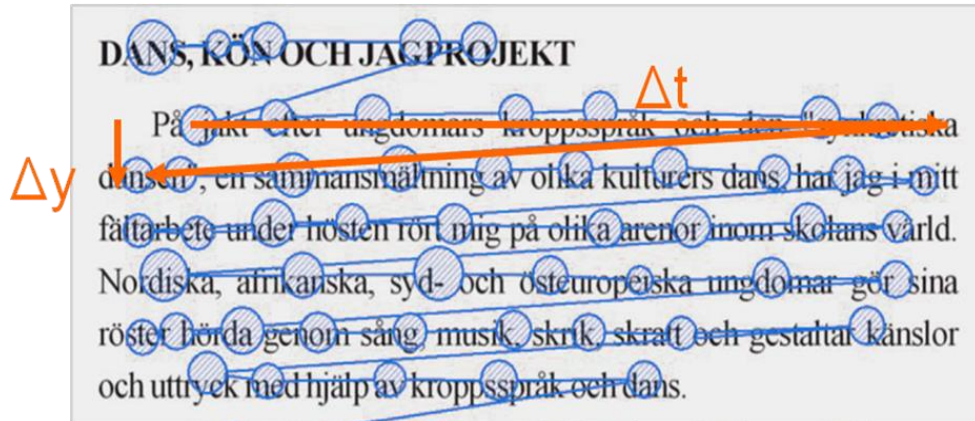 DANS, KÖN OCH JAGPROJEKT
På jakt efter ungdomars kroppsspråk och den "synkretiska
dansen", en sammansmältning av olika kulturers dans, har jag i mitt
fältarbete under hösten rört mig på olika arenor inom skolans värld.
Nordiska, afrikanska, syd- och östeuropeiska ungdomar gör sina
röster hörda genom sång, musik, skrik, skratt och gestaltar känslor
och uttryck med hjälp av kroppsspråk och dans.
Δt
Δy